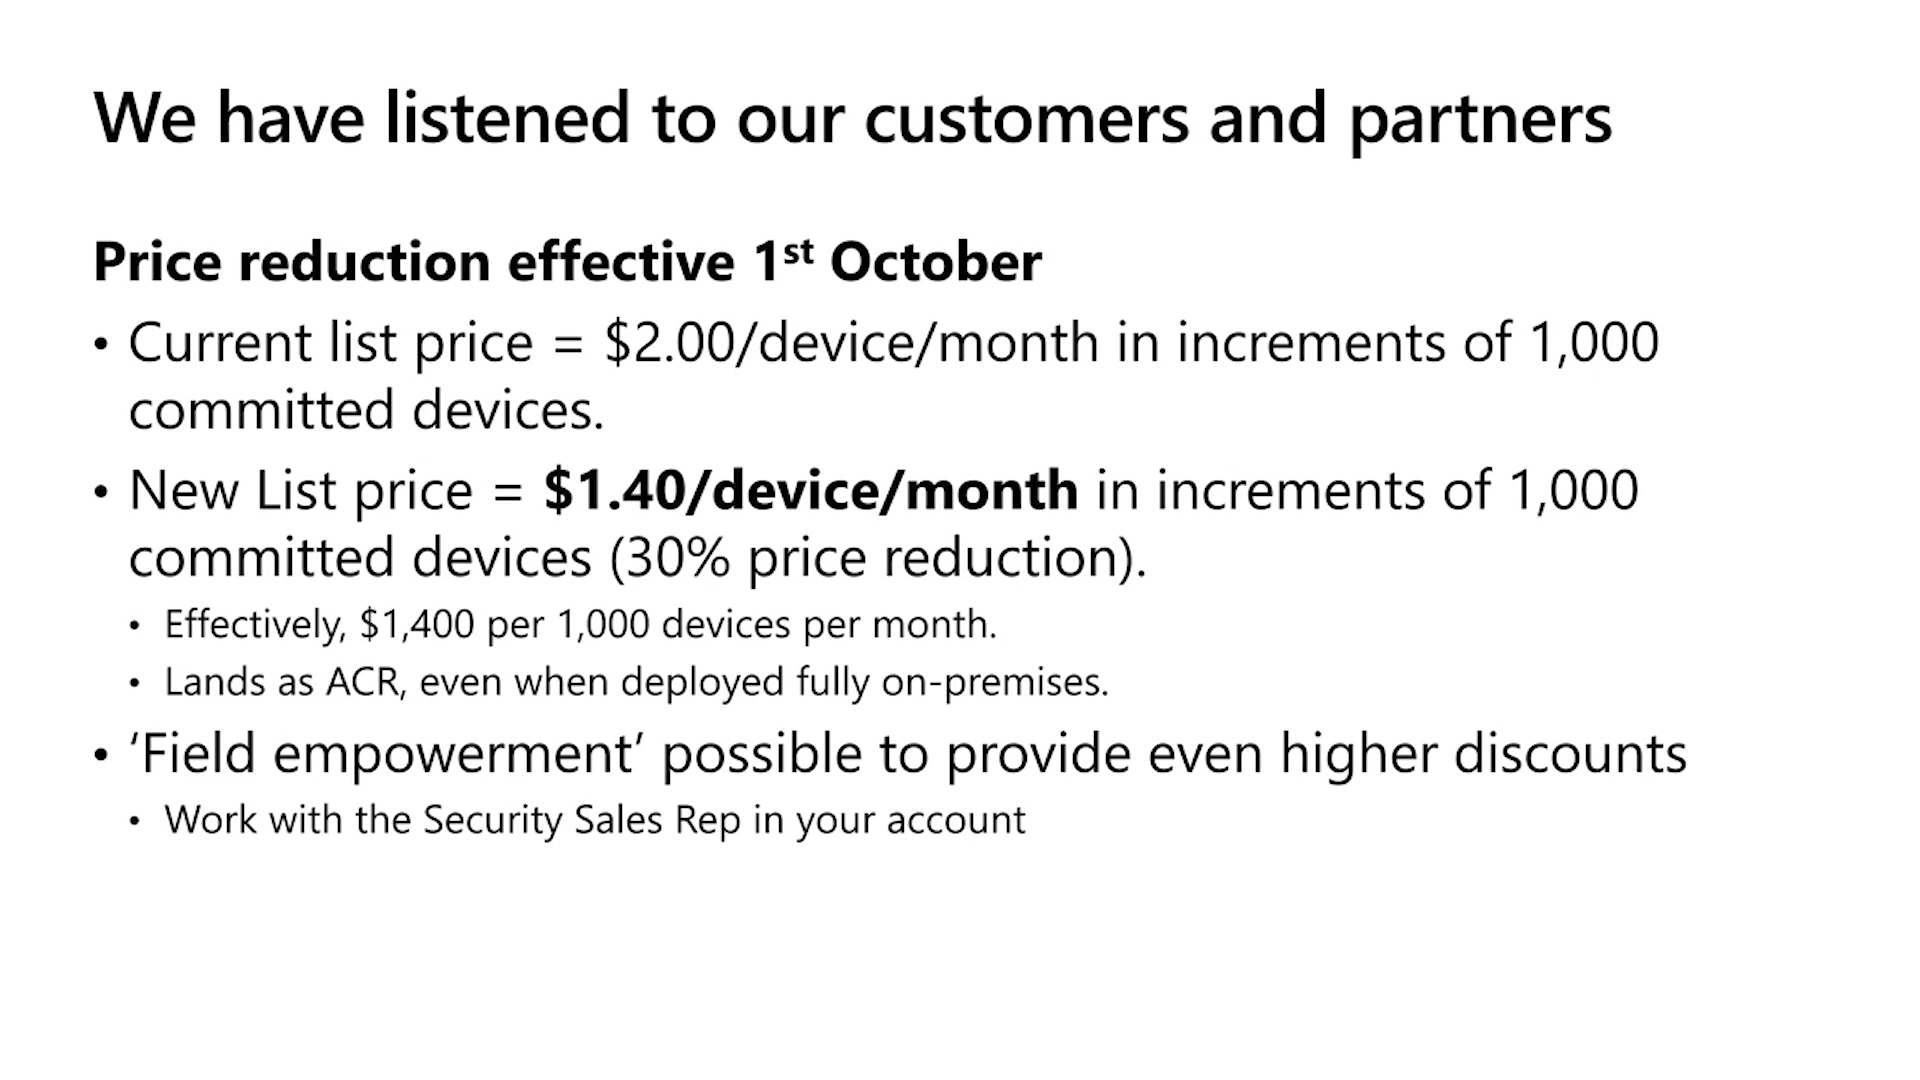 We have listened to our customers and partners
Price reduction effective 1st October
• Current list price = $2.00/device/month in increments of 1,000
committed devices.
• New List price = $1.40/device/month in increments of 1,000
committed devices (30% price reduction).
• Effectively, $1,400 per 1,000 devices per month.
• Lands as ACR, even when deployed fully on-premises.
• ‘Field empowerment’ possible to provide even higher discounts
• Work with the Security Sales Rep in your account